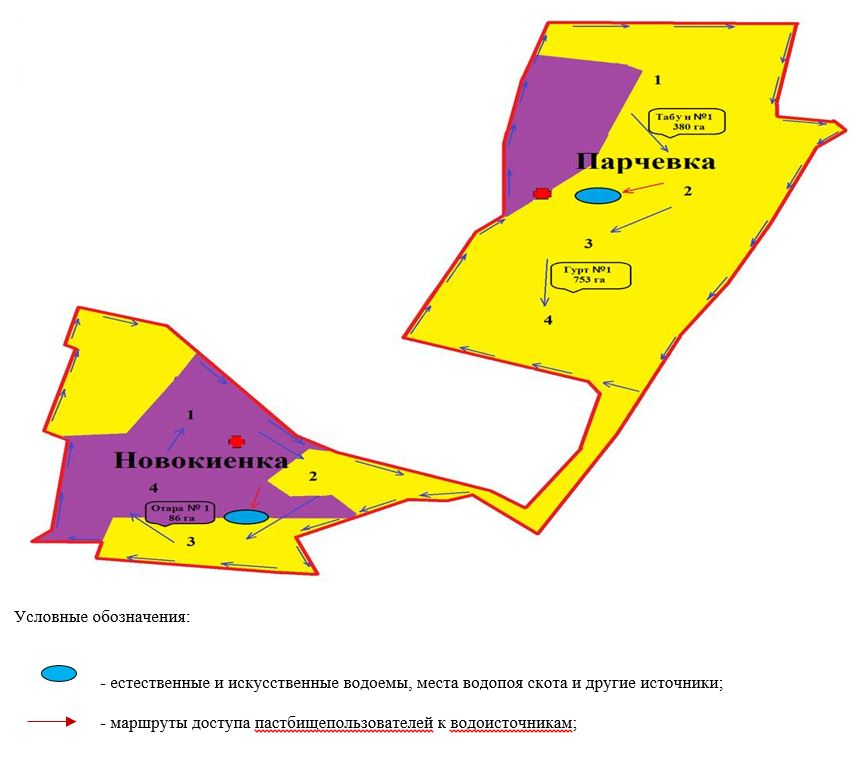 1
Табун №1
380 га
Парчевка
2
3
Гурт №1
753 га
4
1
Новокиенка
2
4
Отара № 1
86 га
3
Условные обозначения:
- естественные и искусственные водоемы, места водопоя скота и другие источники;
- маршруты доступа пастбищепользователей к водоисточникам;